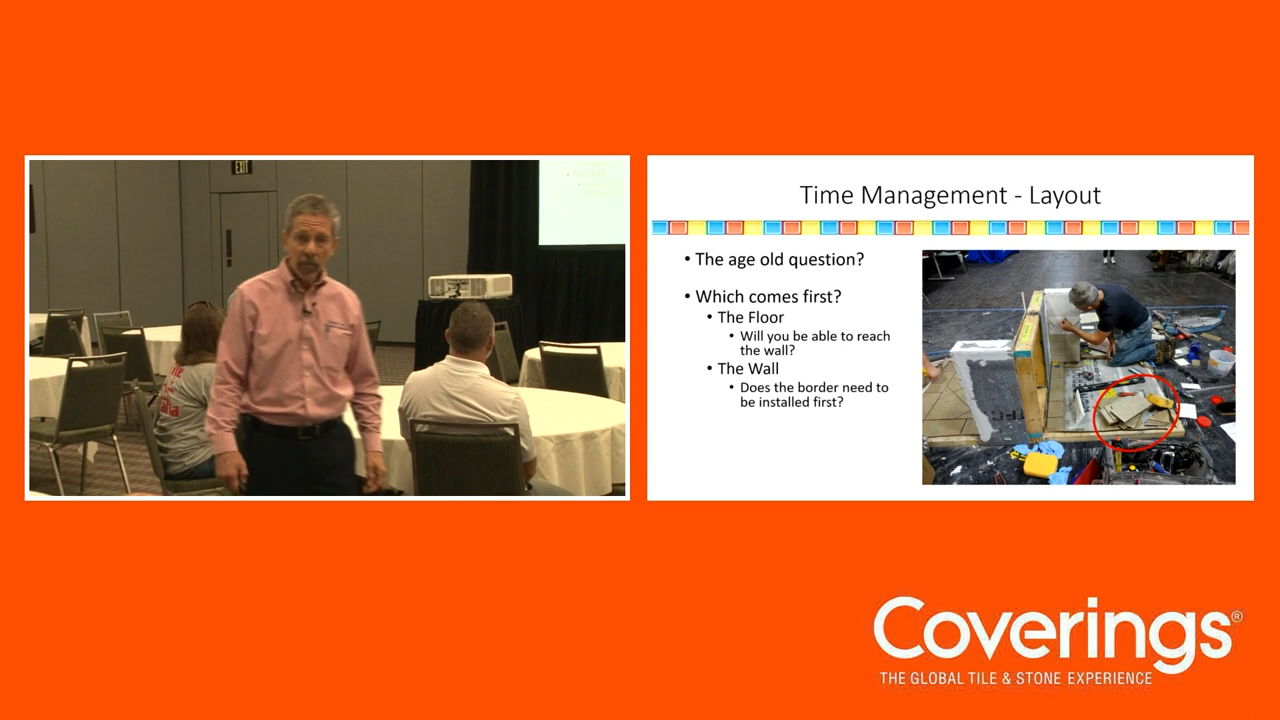 EXIT
Time Management - Layout
• The age old question?
• Which comes first?
• The Floor
• Will you be able to reach
the wall?
• The Wall
• Does the border need to
be installed first?
Coverings®
THE GLOBAL TILE & STONE EXPERIENCE